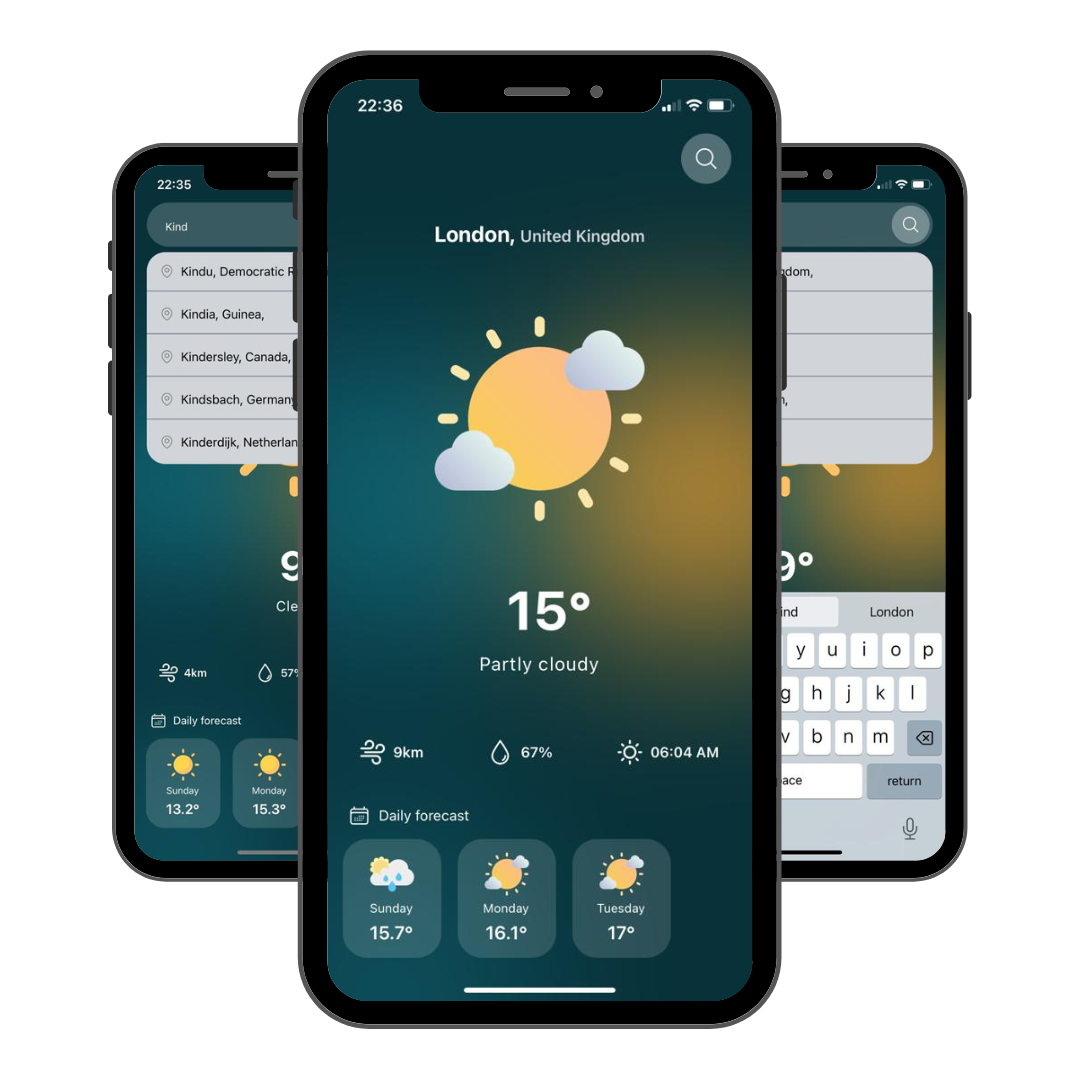 22:35
Kind
Kindu, Democratic R
Kindia, Guinea,
Kindersley, Canada,
Kindsbach, Germany
Kinderdijk, Netherlan
9
Cle
4km
57%
Daily forecast
Sunday
13.2°
Monday
15.3°
22:36
London, United Kingdom
15°
Partly cloudy
9km
67%
06:04 AM
Daily forecast
Sunday
15.7°
Monday
16.1°
Tuesday
17°
gdom,
n,
9°
ind
London
y u i o p
g h j k l
v b n m
ace
return